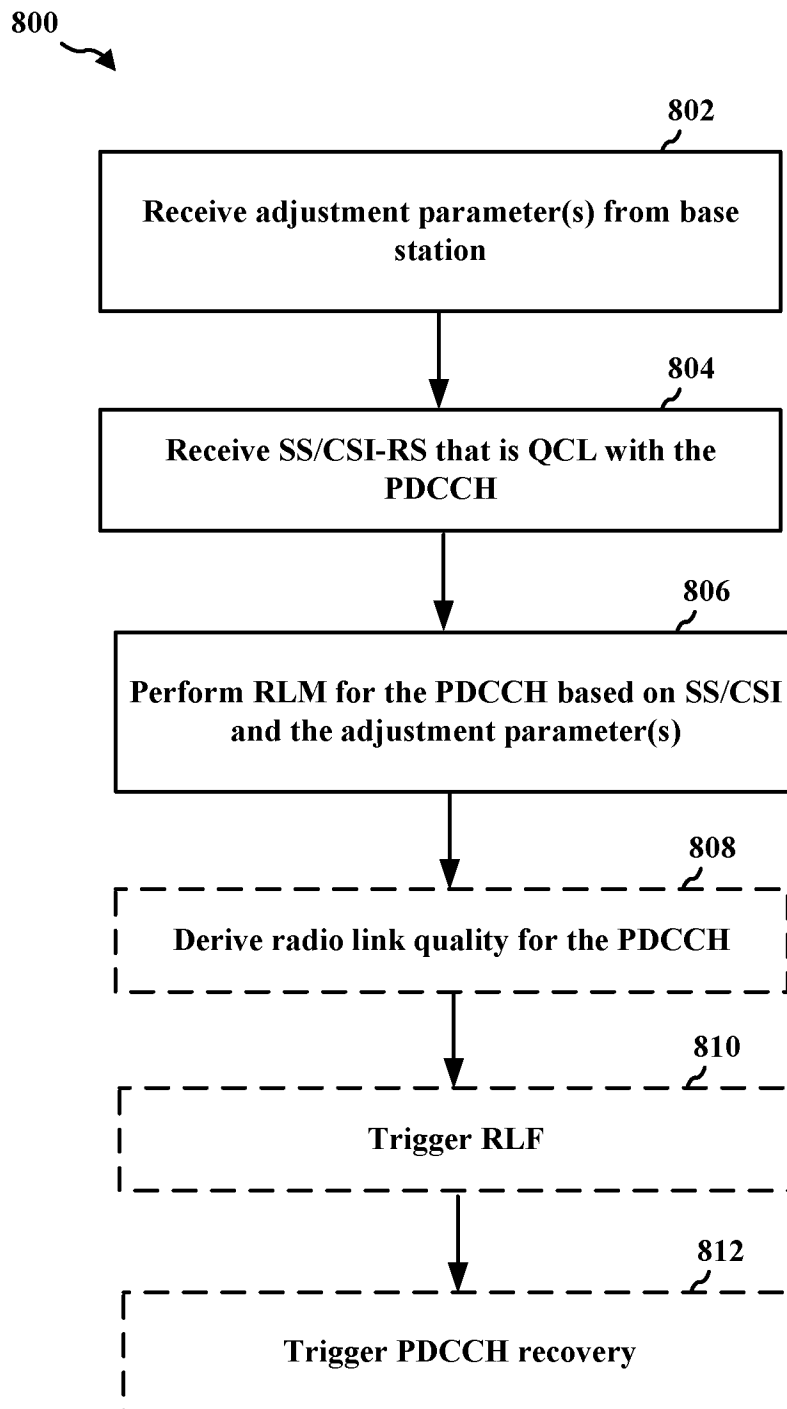 800
802
Receive adjustment parameter(s) from base
station
804
Receive SS/CSI-RS that is QCL with the
PDCCH
806
Perform RLM for the PDCCH based on SS/CSI
and the adjustment parameter(s)
808
Derive radio link quality for the PDCCH
810
Trigger RLF
812
Trigger PDCCH recovery